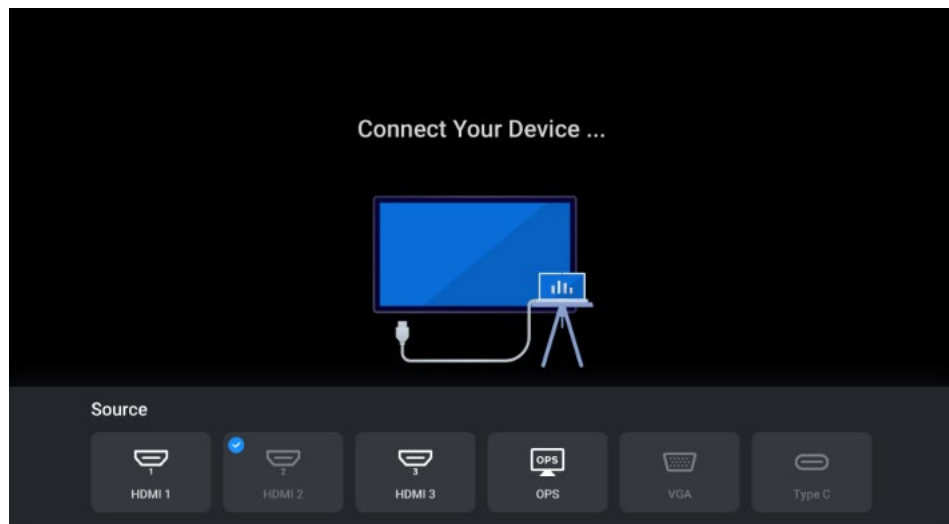 Connect Your Device ...
Source
1
2
3
OPS
HDMI 1
HDMI 2
HDMI 3
OPS
VGA
Type C